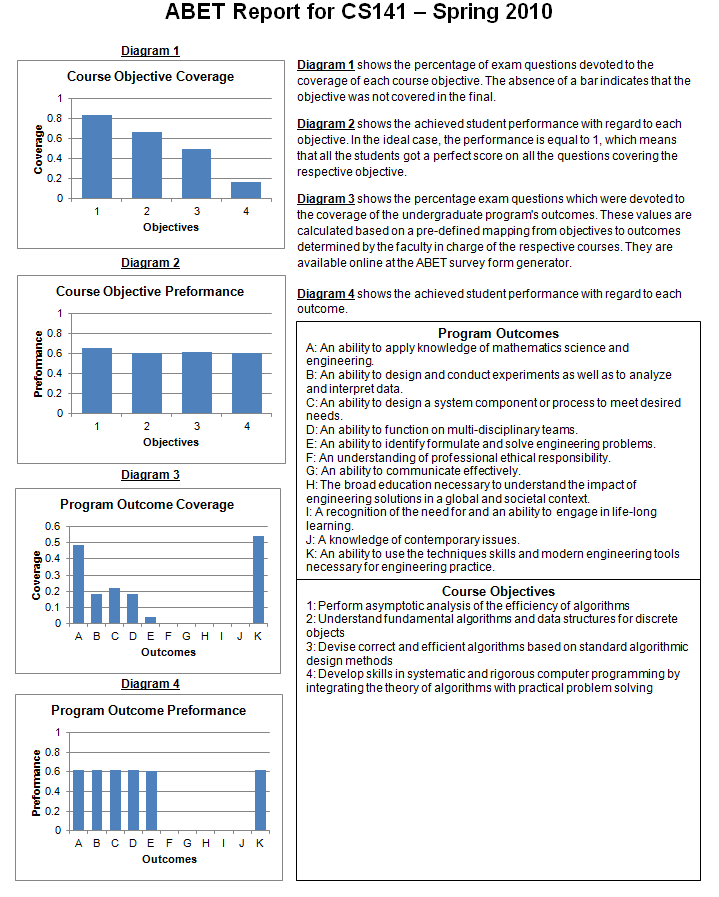 ABET Report for CS141 – Spring 2010
Diagram 1
Course Objective Coverage
1
0.8
0.6
0.4
0.2
0
Coverage
1 2 3 4
Objectives
Diagram 2
Course Objective Preformance
1
0.8
0.6
0.4
0.2
0
Preformance
1 2 3 4
Objectives
Diagram 3
Program Outcome Coverage
0.6
0.5
0.4
0.3
0.2
0.1
0
Coverage
A B C D E F G H I J K
Outcomes
Diagram 4
Program Outcome Preformance
1
0.8
0.6
0.4
0.2
0
Preformance
A B C D E F G H I J K
Outcomes
Diagram 1 shows the percentage of exam questions devoted to the
coverage of each course objective. The absence of a bar indicates that the
objective was not covered in the final.
Diagram 2 shows the achieved student performance with regard to each
objective. In the ideal case, the performance is equal to 1, which means
that all the students got a perfect score on all the questions covering the
respective objective.
Diagram 3 shows the percentage exam questions which were devoted to
the coverage of the undergraduate program's outcomes. These values are
calculated based on a pre-defined mapping from objectives to outcomes
determined by the faculty in charge of the respective courses. They are
available online at the ABET survey form generator.
Diagram 4 shows the achieved student performance with regard to each
outcome.
Program Outcomes
A: An ability to apply knowledge of mathematics science and
engineering.
B: An ability to design and conduct experiments as well as to analyze
and interpret data.
C: An ability to design a system component or process to meet desired
needs.
D: An ability to function on multi-disciplinary teams.
E: An ability to identify formulate and solve engineering problems.
F: An understanding of professional ethical responsibility.
G: An ability to communicate effectively.
H: The broad education necessary to understand the impact of
engineering solutions in a global and societal context.
I: A recognition of the need for and an ability to engage in life-long
learning.
J: A knowledge of contemporary issues.
K: An ability to use the techniques skills and modern engineering tools
necessary for engineering practice.
Course Objectives
1: Perform asymptotic analysis of the efficiency of algorithms
2: Understand fundamental algorithms and data structures for discrete
objects
3: Devise correct and efficient algorithms based on standard algorithmic
design methods
4: Develop skills in systematic and rigorous computer programming by
integrating the theory of algorithms with practical problem solving